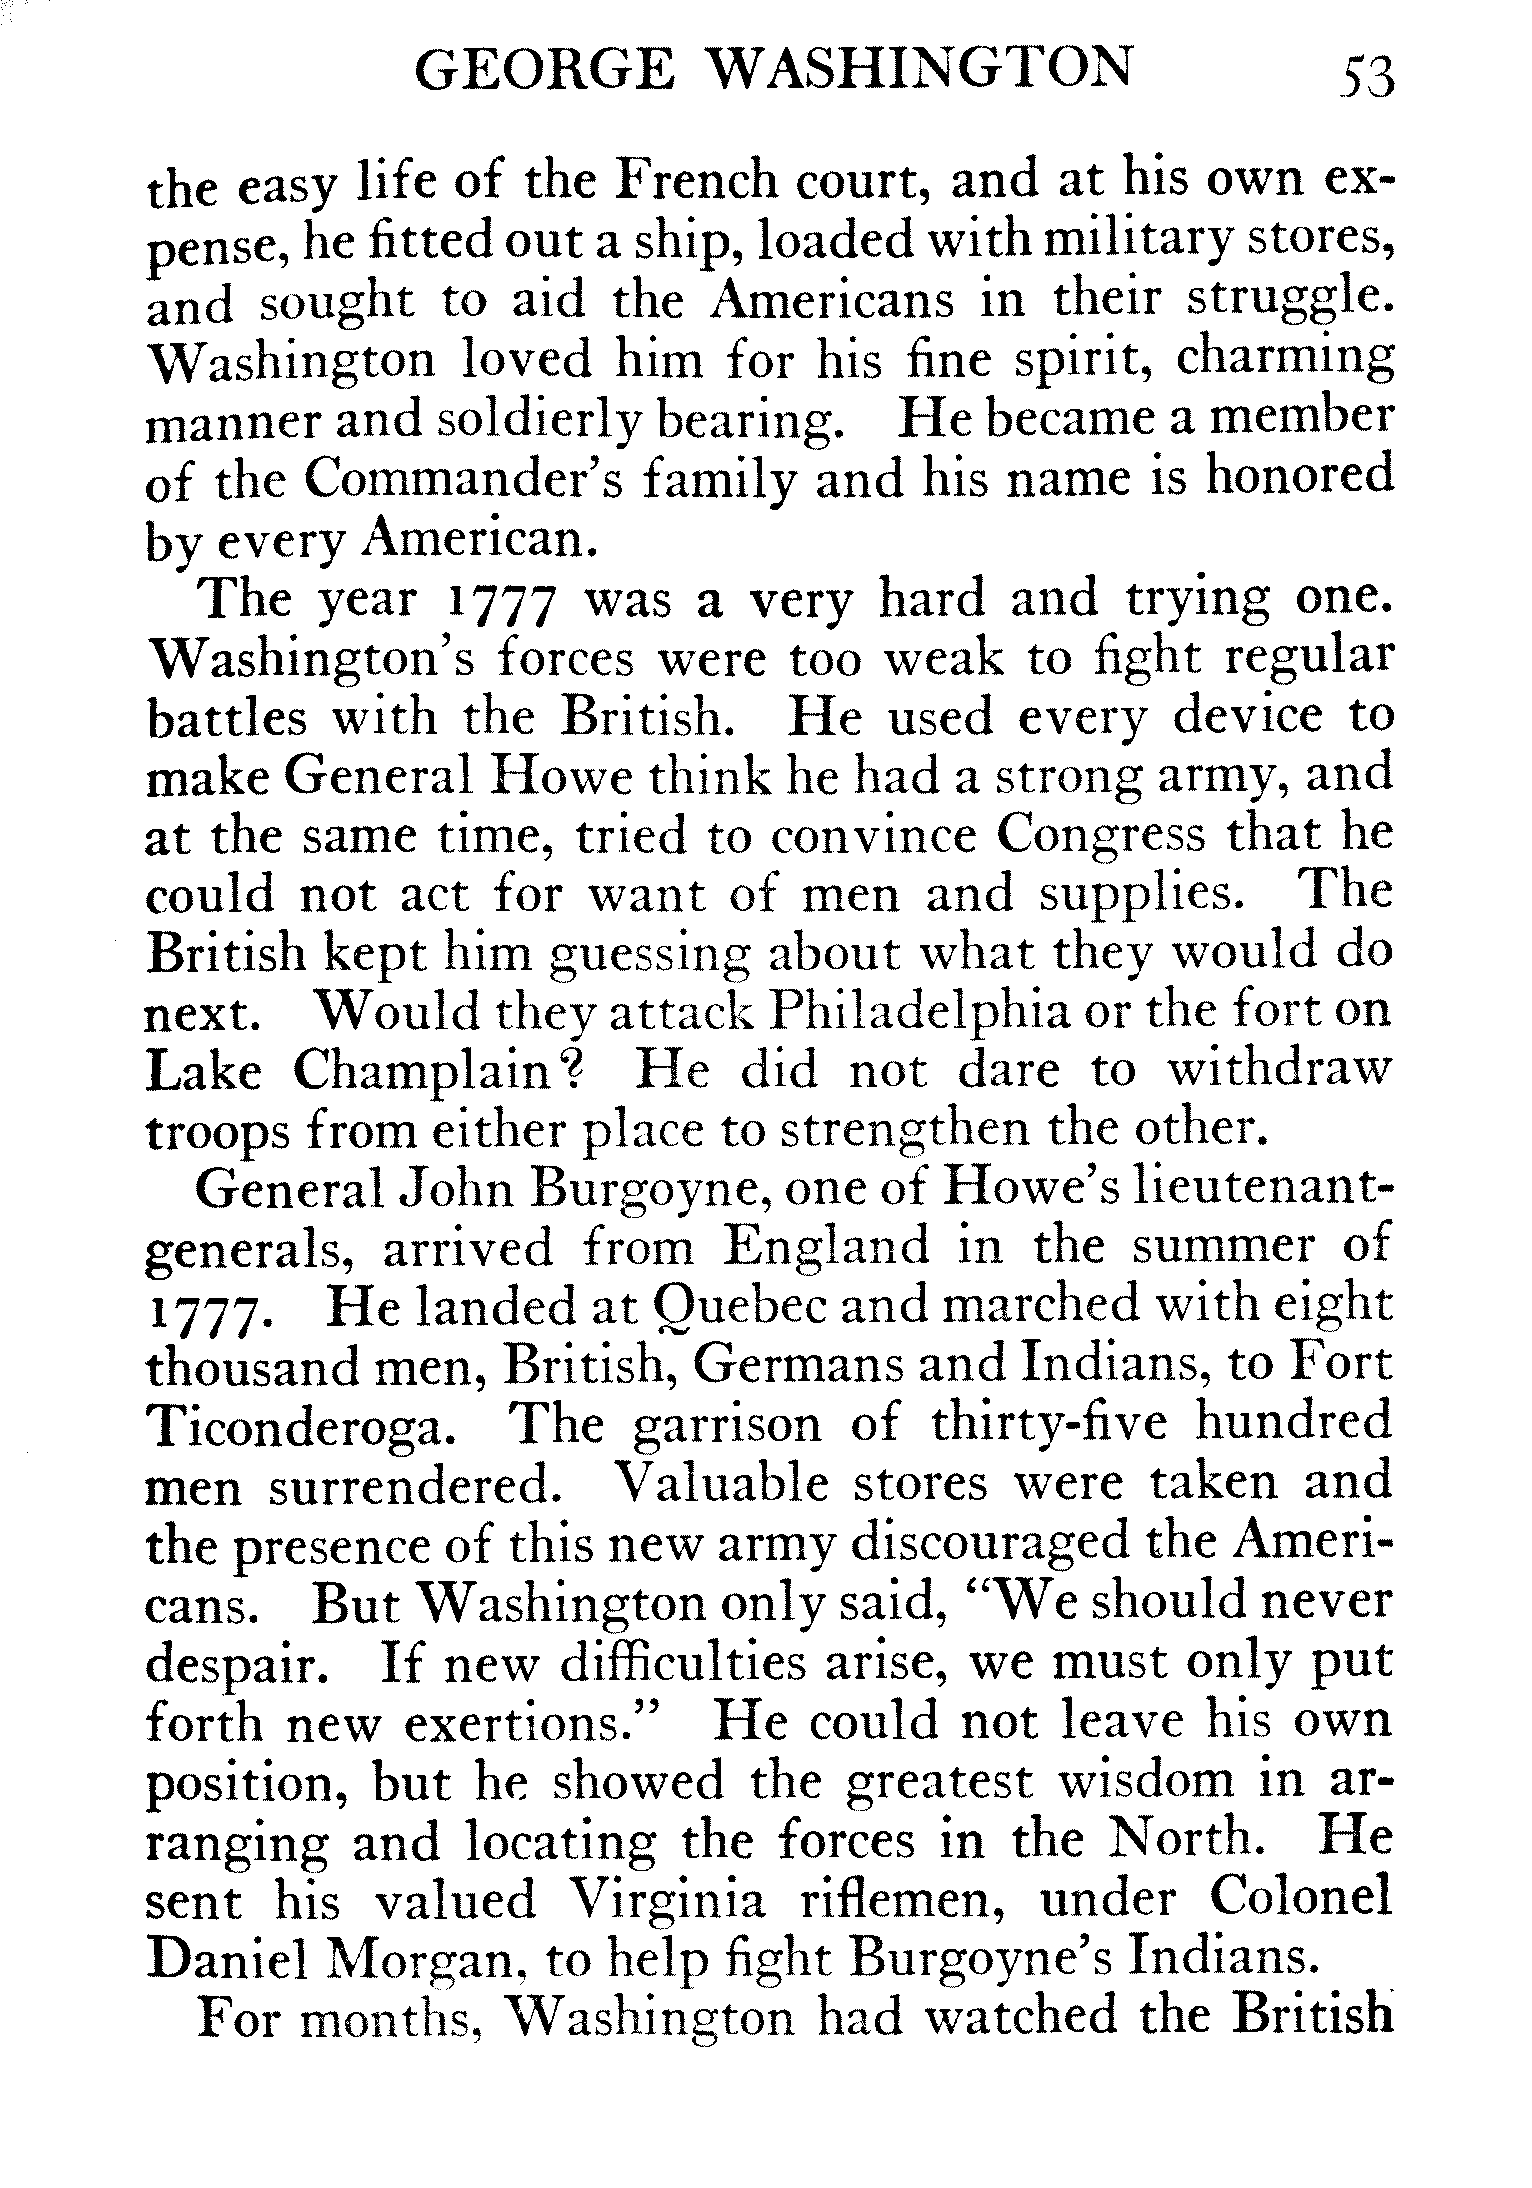 GEORGE WASHINGTON 53
the easy life of the French court, and at his own ex-
pense, he fitted out a ship, loaded with military stores,
and sought to aid the Americans in their struggle.
Washington loved him for his fine spirit, charming
manner and soldierly bearing. He became a member
of the Commander's family and his name is honored
by every American.
The year 1777 was a very hard and trying one.
Washington's forces were too weak to fight regular
battles with the British. He used every device to
make General Howe think he had a strong army, and
at the same time, tried to convince Congress that he
could not act for want of men and supplies. The
British kept him guessing about what they would do
next. Would they attack Philadelphia or the fort on
Lake Champlain? He did not dare to withdraw
troops from either place to strengthen the other.
General John Burgoyne, one of Howe's lieutenant-
generals, arrived from England in the summer of
1777. He landed at Quebec and marched with eight
thousand men, British, Germans and Indians, to Fort
Ticonderoga. The garrison of thirty-five hundred
men surrendered. Valuable stores were taken and
the presence of this new army discouraged the Ameri-
cans. But Washington only said, "We should never
despair. If new difficulties arise, we must only put
forth new exertions." He could not leave his own
position, but he showed the greatest wisdom in ar-
ranging and locating the forces in the North. He
sent his valued Virginia riflemen, under Colonel
Daniel Morgan, to help fight Burgoyne's Indians.
For months, Washington had watched the British